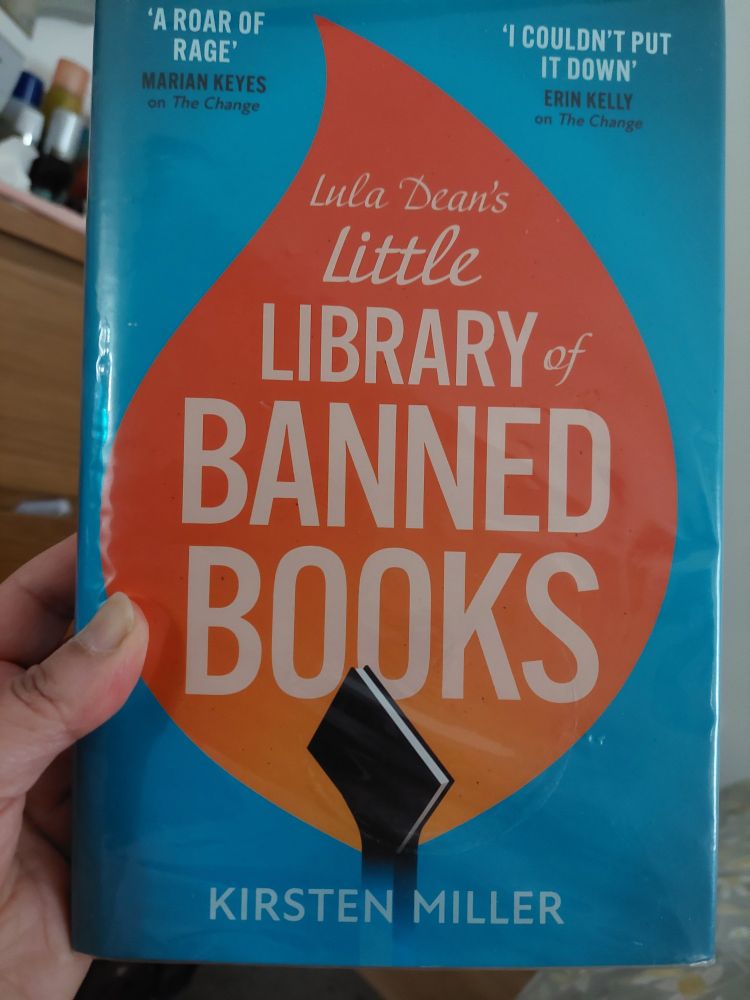 ‘A ROAR OF
RAGE’
MARIAN KEYES
on The Change
‘I COULDN’T PUT
IT DOWN’
ERIN KELLY
on The Change
Lula Dean’s
Little
LIBRARY of
BANNED
BOOKS
KIRSTEN MILLER